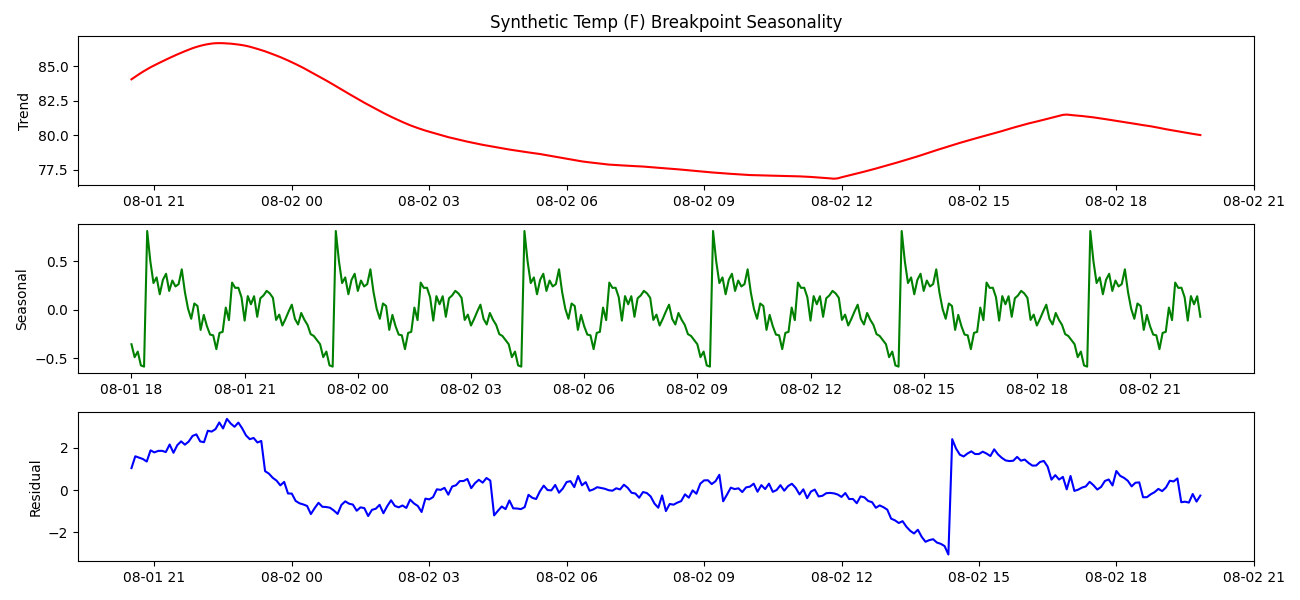 Synthetic Temp (F) Breakpoint Seasonality
Trend
85.0
82.5
80.0
77.5
08-01 21 08-02 00 08-02 03 08-02 06 08-02 09 08-02 12 08-02 15 08-02 18 08-02 21
Seasonal
0.5
0.0
−0.5
08-01 18 08-01 21 08-02 00 08-02 03 08-02 06 08-02 09 08-02 12 08-02 15 08-02 18 08-02 21
Residual
2
0
−2
08-01 21 08-02 00 08-02 03 08-02 06 08-02 09 08-02 12 08-02 15 08-02 18 08-02 21